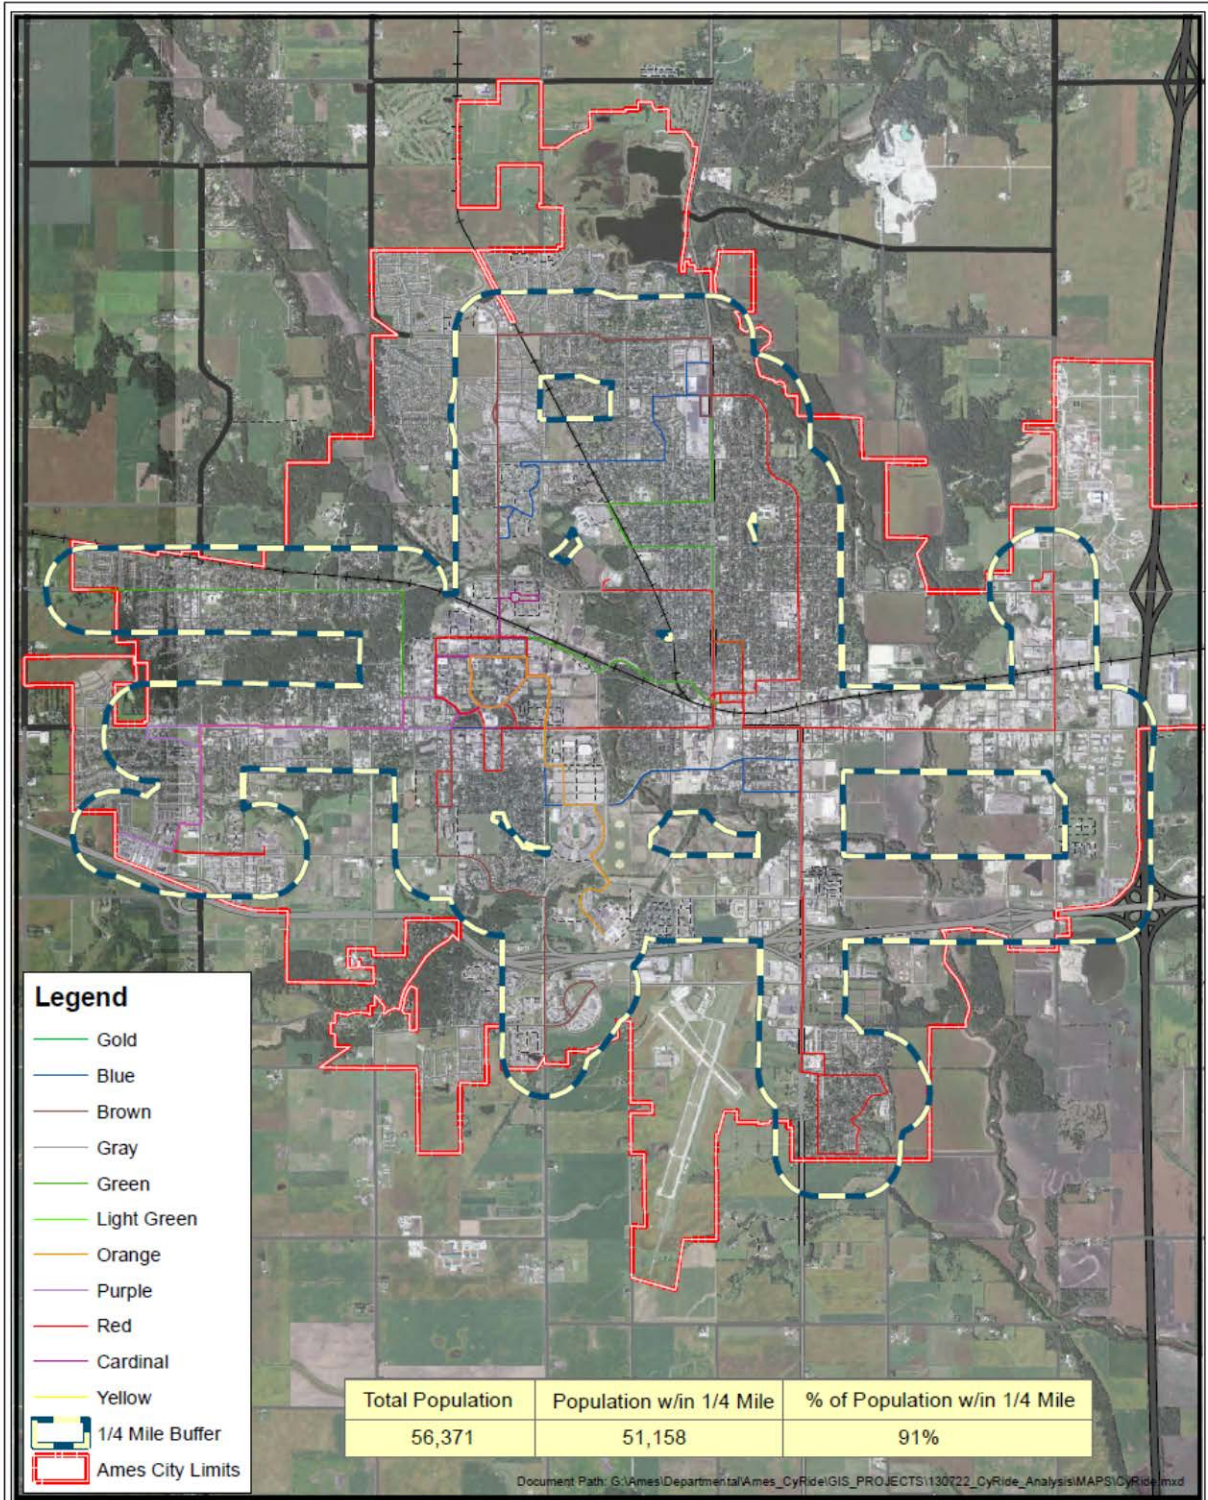 Legend
Gold
Blue
Brown
Gray
Green
Light Green
Orange
Purple
Red
Cardinal
Yellow
1/4 Mile Buffer
Ames City Limits
Total Population Population w/in 1/4 Mile % of Population w/in 1/4 Mile
56,371 51,158 91%
Document Path: G:\Ames\Departmental\Ames_CyRide\GIS_PROJECTS\130722_CyRide_Analysis\MAPS\CyRide.mxd